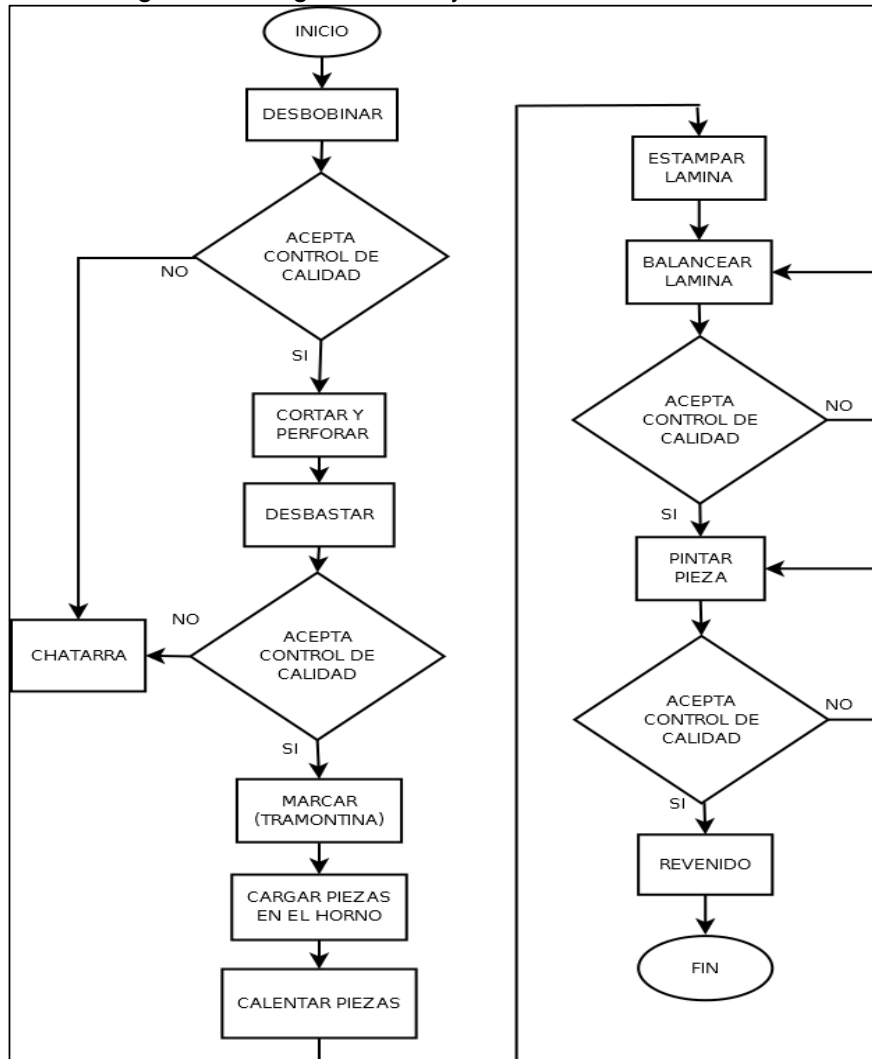 INICIO
DESBOBINAR
ACEPTA
CONTROL DE
CALIDAD
NO
SI
CORTAR Y
PERFORAR
DESBASTAR
ACEPTA
CONTROL DE
CALIDAD
NO
CHATARRA
SI
MARCAR
(TRAMONTINA)
CARGAR PIEZAS
EN EL HORNO
CALENTAR PIEZAS
ESTAMPAR
LAMINA
BALANCEAR
LAMINA
ACEPTA
CONTROL DE
CALIDAD
NO
SI
PINTAR
PIEZA
ACEPTA
CONTROL DE
CALIDAD
NO
SI
REVENIDO
FIN